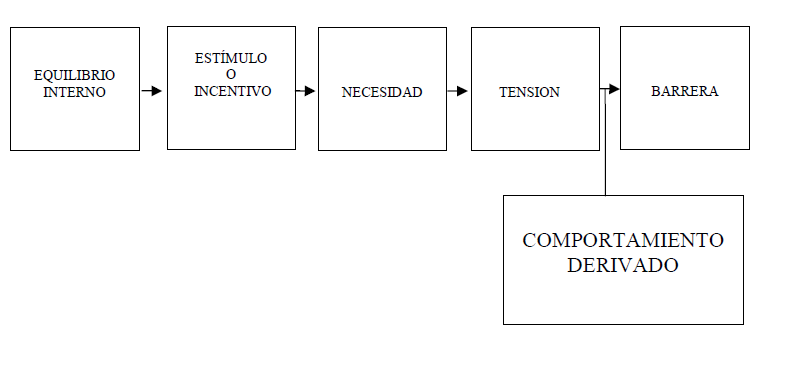 EQUILIBRIO
INTERNO
ESTÍMULO
O
INCENTIVO
NECESIDAD
TENSION
BARRERA
COMPORTAMIENTO
DERIVADO